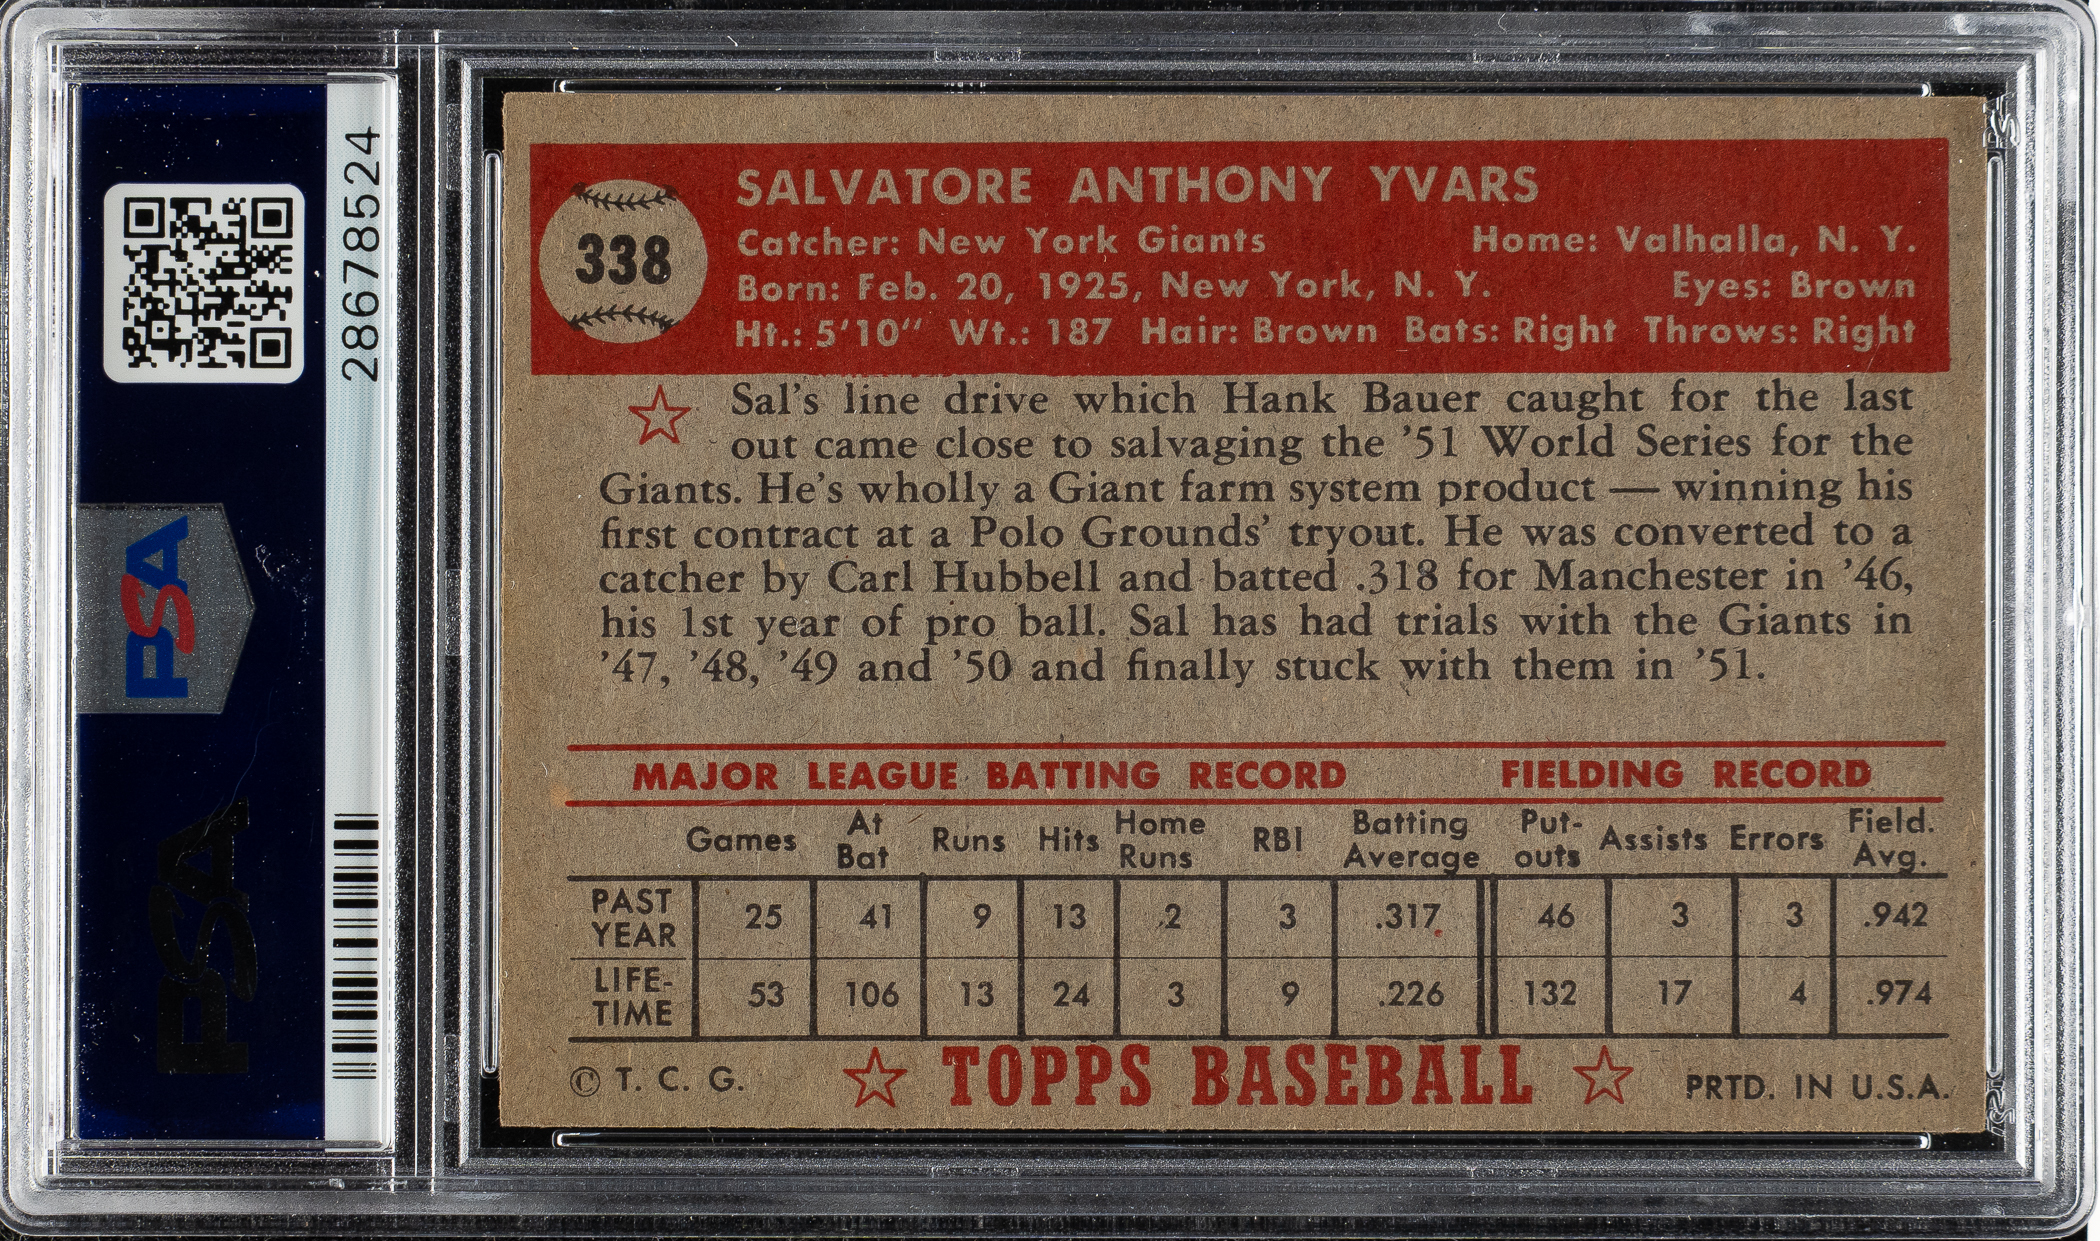 28678524
PSA
PSA
338
SALVATORE ANTHONY YVARS
Catcher: New York Giants Home: Valhalla, N. Y.
Born: Feb. 20, 1925, New York, N. Y. Eyes: Brown
Ht.: 5'10" Wt.: 187 Hair: Brown Bats: Right Throws: Right
Sal's line drive which Hank Bauer caught for the last
out came close to salvaging the '51 World Series for the
Giants. He's wholly a Giant farm system product — winning his
first contract at a Polo Grounds' tryout. He was converted to a
catcher by Carl Hubbell and batted .318 for Manchester in '46,
his 1st year of pro ball. Sal has had trials with the Giants in
'47, '48, '49 and '50 and finally stuck with them in '51.
MAJOR LEAGUE BATTING RECORD FIELDING RECORD
Games At Bat Runs Hits Home Runs RBI Batting Average Put-outs Assists Errors Field. Avg.
PAST YEAR 25 41 9 13 2 3 .317 46 3 3 .942
LIFE-TIME 53 106 13 24 3 9 .226 132 17 4 .974
© T. C. G. TOPPS BASEBALL PRTD. IN U.S.A.